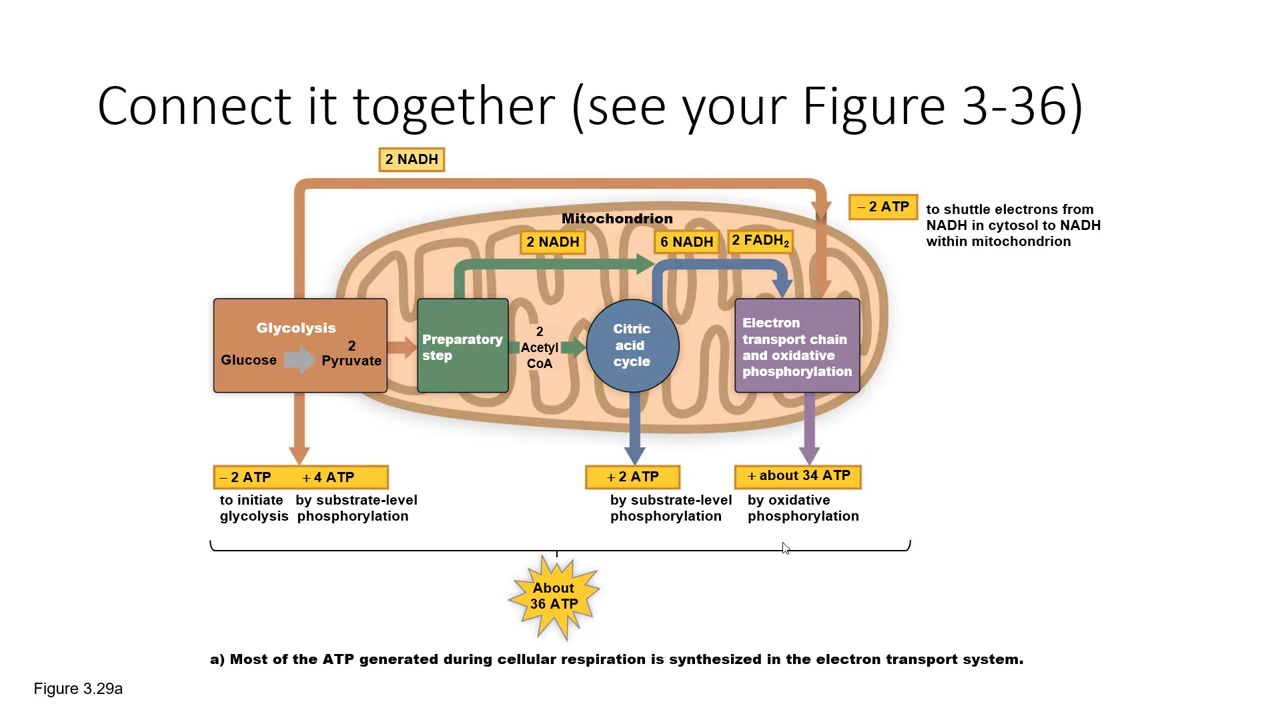 Connect it together (see your Figure 3-36)
2 NADH
– 2 ATP
to shuttle electrons from
NADH in cytosol to NADH
within mitochondrion
Mitochondrion
2 NADH
6 NADH
2 FADH₂
Glycolysis
Glucose
2
Pyruvate
Preparatory
step
2
Acetyl
CoA
Citric
acid
cycle
Electron
transport chain
and oxidative
phosphorylation
– 2 ATP
to initiate
glycolysis
+ 4 ATP
by substrate-level
phosphorylation
+ 2 ATP
by substrate-level
phosphorylation
+ about 34 ATP
by oxidative
phosphorylation
About
36 ATP
a) Most of the ATP generated during cellular respiration is synthesized in the electron transport system.
Figure 3.29a